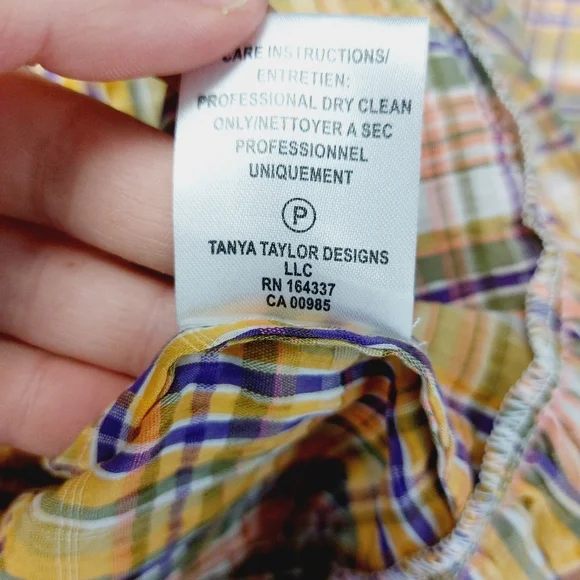 CARE INSTRUCTIONS/
ENTRETIEN:
PROFESSIONAL DRY CLEAN
ONLY/NETTOYER A SEC
PROFESSIONNEL
UNIQUEMENT
P
TANYA TAYLOR DESIGNS
LLC
RN 164337
CA 00985